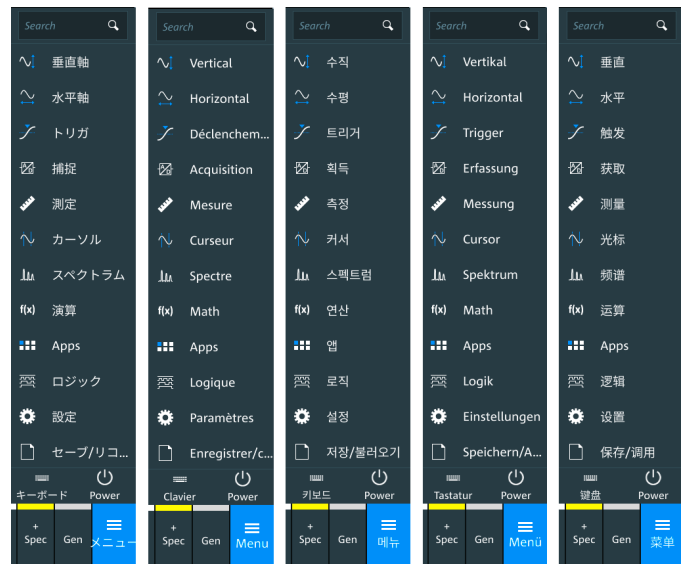 Search
垂直軸
水平軸
トリガ
捕捉
測定
カーソル
スペクトラム
f(x) 演算
Apps
ロジック
設定
セーブ/リコ...
キーボード Power
+
Spec Gen メニュー
Search
Vertical
Horizontal
Déclenchem...
Acquisition
Mesure
Curseur
Spectre
f(x) Math
Apps
Logique
Paramètres
Enregistrer/c...
Clavier Power
+
Spec Gen Menu
Search
수직
수평
트리거
획득
측정
커서
스펙트럼
f(x) 연산
앱
로직
설정
저장/불러오기
키보드 Power
+
Spec Gen 메뉴
Search
Vertikal
Horizontal
Trigger
Erfassung
Messung
Cursor
Spektrum
f(x) Math
Apps
Logik
Einstellungen
Speichern/A...
Tastatur Power
+
Spec Gen Menü
Search
垂直
水平
触发
获取
测量
光标
频谱
f(x) 运算
Apps
逻辑
设置
保存/调用
键盘 Power
+
Spec Gen 菜单